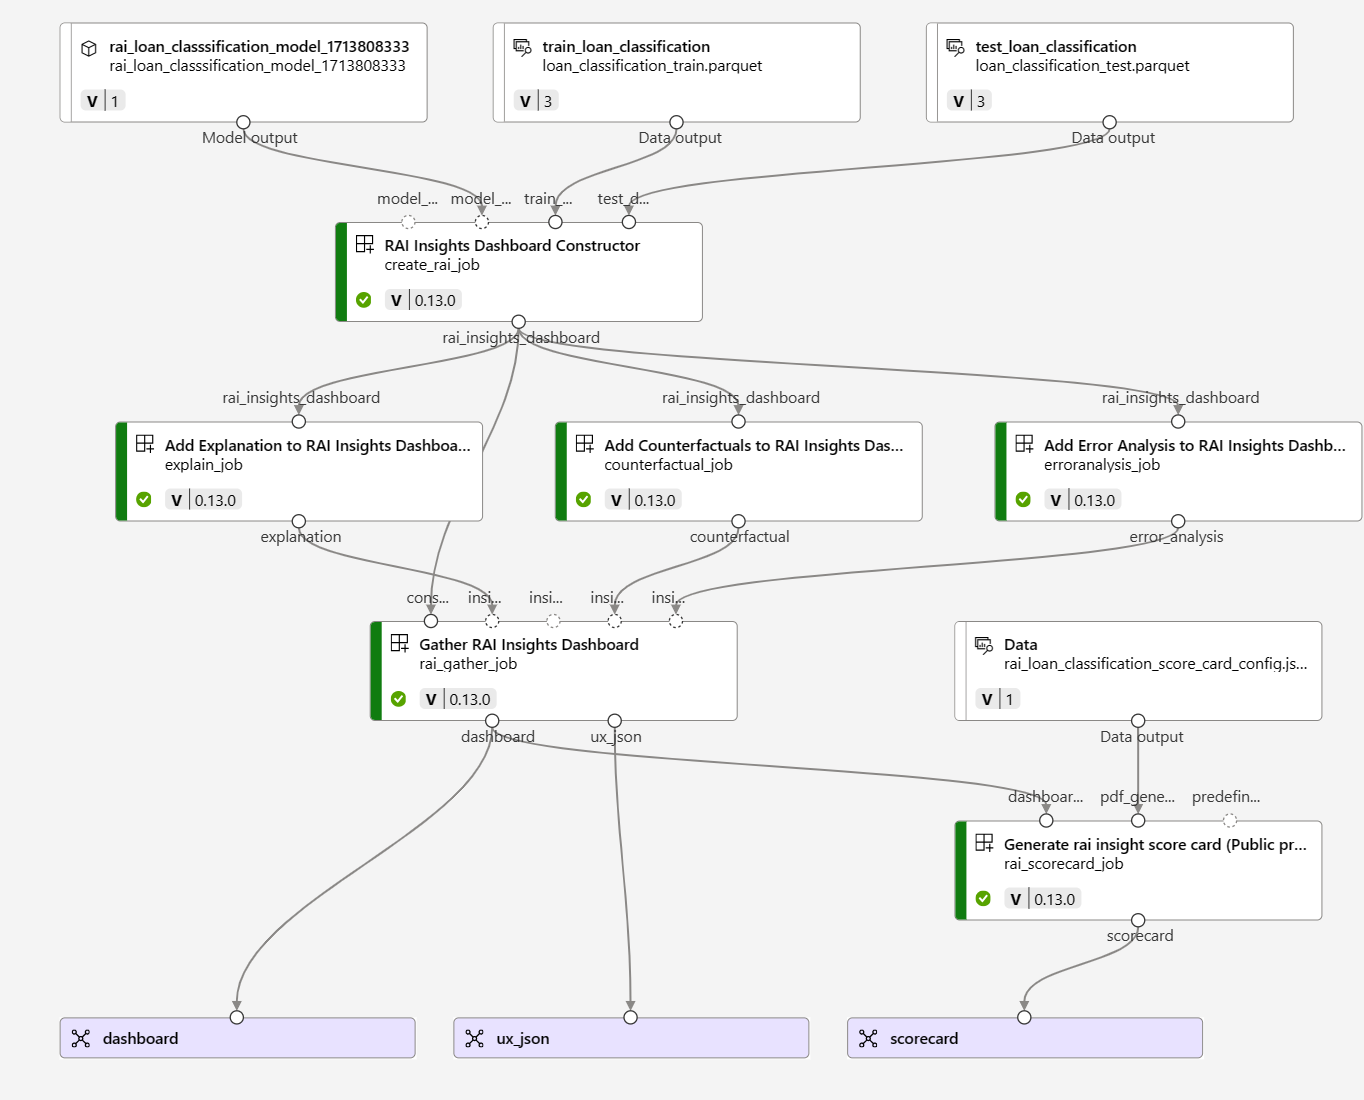 rai_loan_classsification_model_1713808333
rai_loan_classsification_model_1713808333
V 1
Model output
train_loan_classification
loan_classification_train.parquet
V 3
Data output
test_loan_classification
loan_classification_test.parquet
V 3
Data output
model_...
model_...
train_...
test_d...
RAI Insights Dashboard Constructor
create_rai_job
V 0.13.0
rai_insights_dashboard
rai_insights_dashboard
rai_insights_dashboard
rai_insights_dashboard
Add Explanation to RAI Insights Dashboa...
explain_job
V 0.13.0
explanation
Add Counterfactuals to RAI Insights Das...
counterfactual_job
V 0.13.0
counterfactual
Add Error Analysis to RAI Insights Dashb...
erroranalysis_job
V 0.13.0
error_analysis
cons...
insi...
insi...
insi...
insi...
Gather RAI Insights Dashboard
rai_gather_job
V 0.13.0
dashboard
ux_json
Data
rai_loan_classification_score_card_config.js...
V 1
Data output
dashboar...
pdf_gene...
predefin...
Generate rai insight score card (Public pr...
rai_scorecard_job
V 0.13.0
scorecard
dashboard
ux_json
scorecard